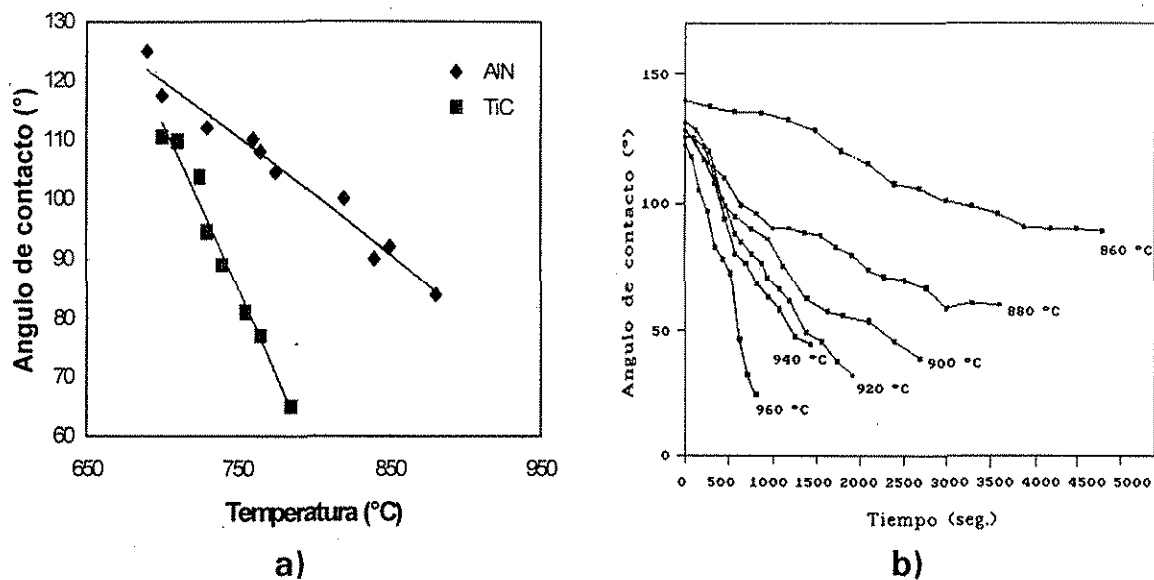 130
120
110
100
90
80
70
60
650
750
850
950
Angulo de contacto (°)
Temperatura (°C)
AlN
TiC
a)
150
100
50
0
0 500 1000 1500 2000 2500 3000 3500 4000 4500 5000
Angulo de contacto (°)
Tiempo (seg.)
860 °C
880 °C
900 °C
940 °C
920 °C
960 °C
b)